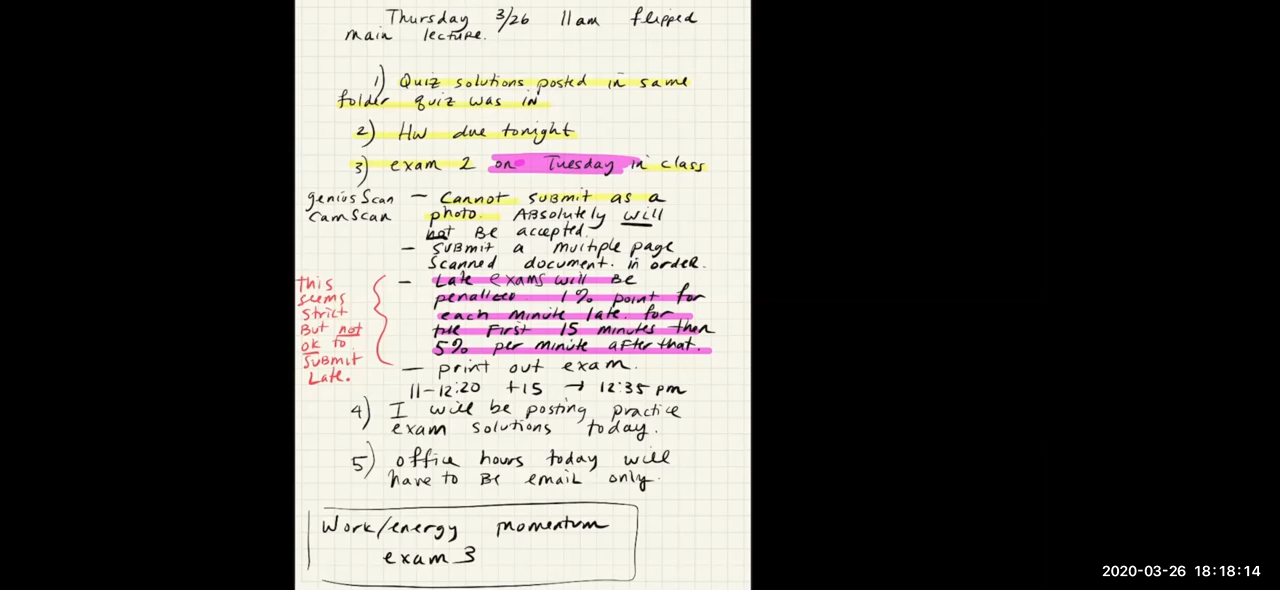 Thursday 3/26 11am flipped
main lecture.
1) Quiz solutions posted in same
folder quiz was in
2) HW due tonight
3) exam 2 on Tuesday in class
genius Scan
CamScan
- Cannot submit as a
photo. Absolutely will
not Be accepted.
- Submit a multiple page
scanned document. in order.
- Late exams will Be
penalized 1% point for
each minute late for
the First 15 minutes then
5% per minute after that.
this
seems
strict
But not
ok to
submit
Late.
- print out exam.
11-12:20 +15 → 12:35 pm
4) I will be posting practice
exam solutions today.
5) office hours today will
have to Be email only.
Work/energy momentum
exam 3
2020-03-26 18:18:14